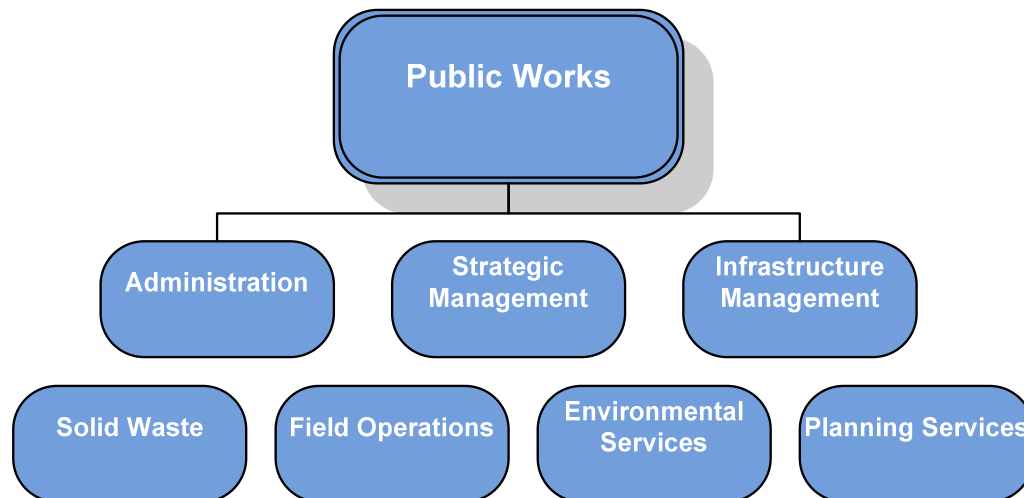 Public Works
Administration
Strategic
Management
Infrastructure
Management
Solid Waste
Field Operations
Environmental
Services
Planning Services